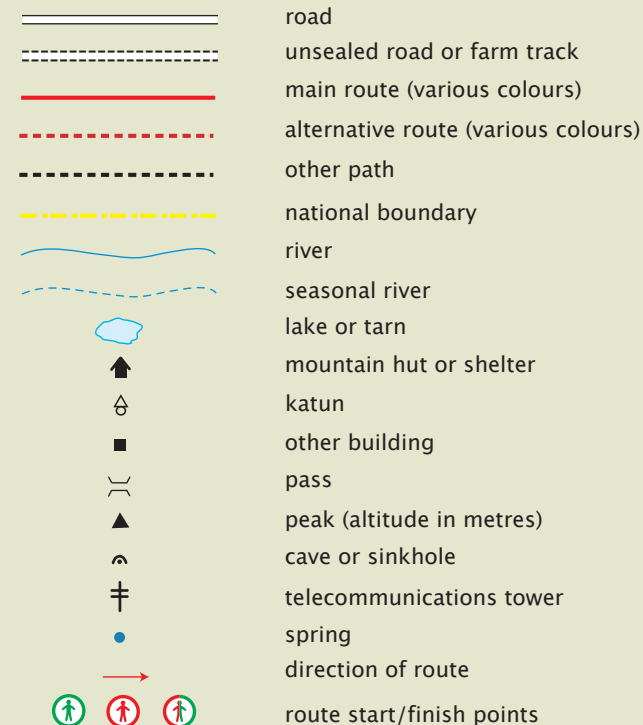 road
unsealed road or farm track
main route (various colours)
alternative route (various colours)
other path
national boundary
river
seasonal river
lake or tarn
mountain hut or shelter
katun
other building
pass
peak (altitude in metres)
cave or sinkhole
telecommunications tower
spring
direction of route
route start/finish points